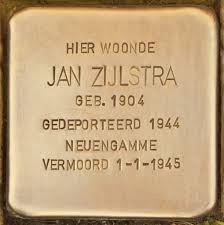 HIER WOONDE
JAN ZIJLSTRA
GEB. 1904
GEDEPORTEERD 1944
NEUENGAMME
VERMOORD 1-1-1945